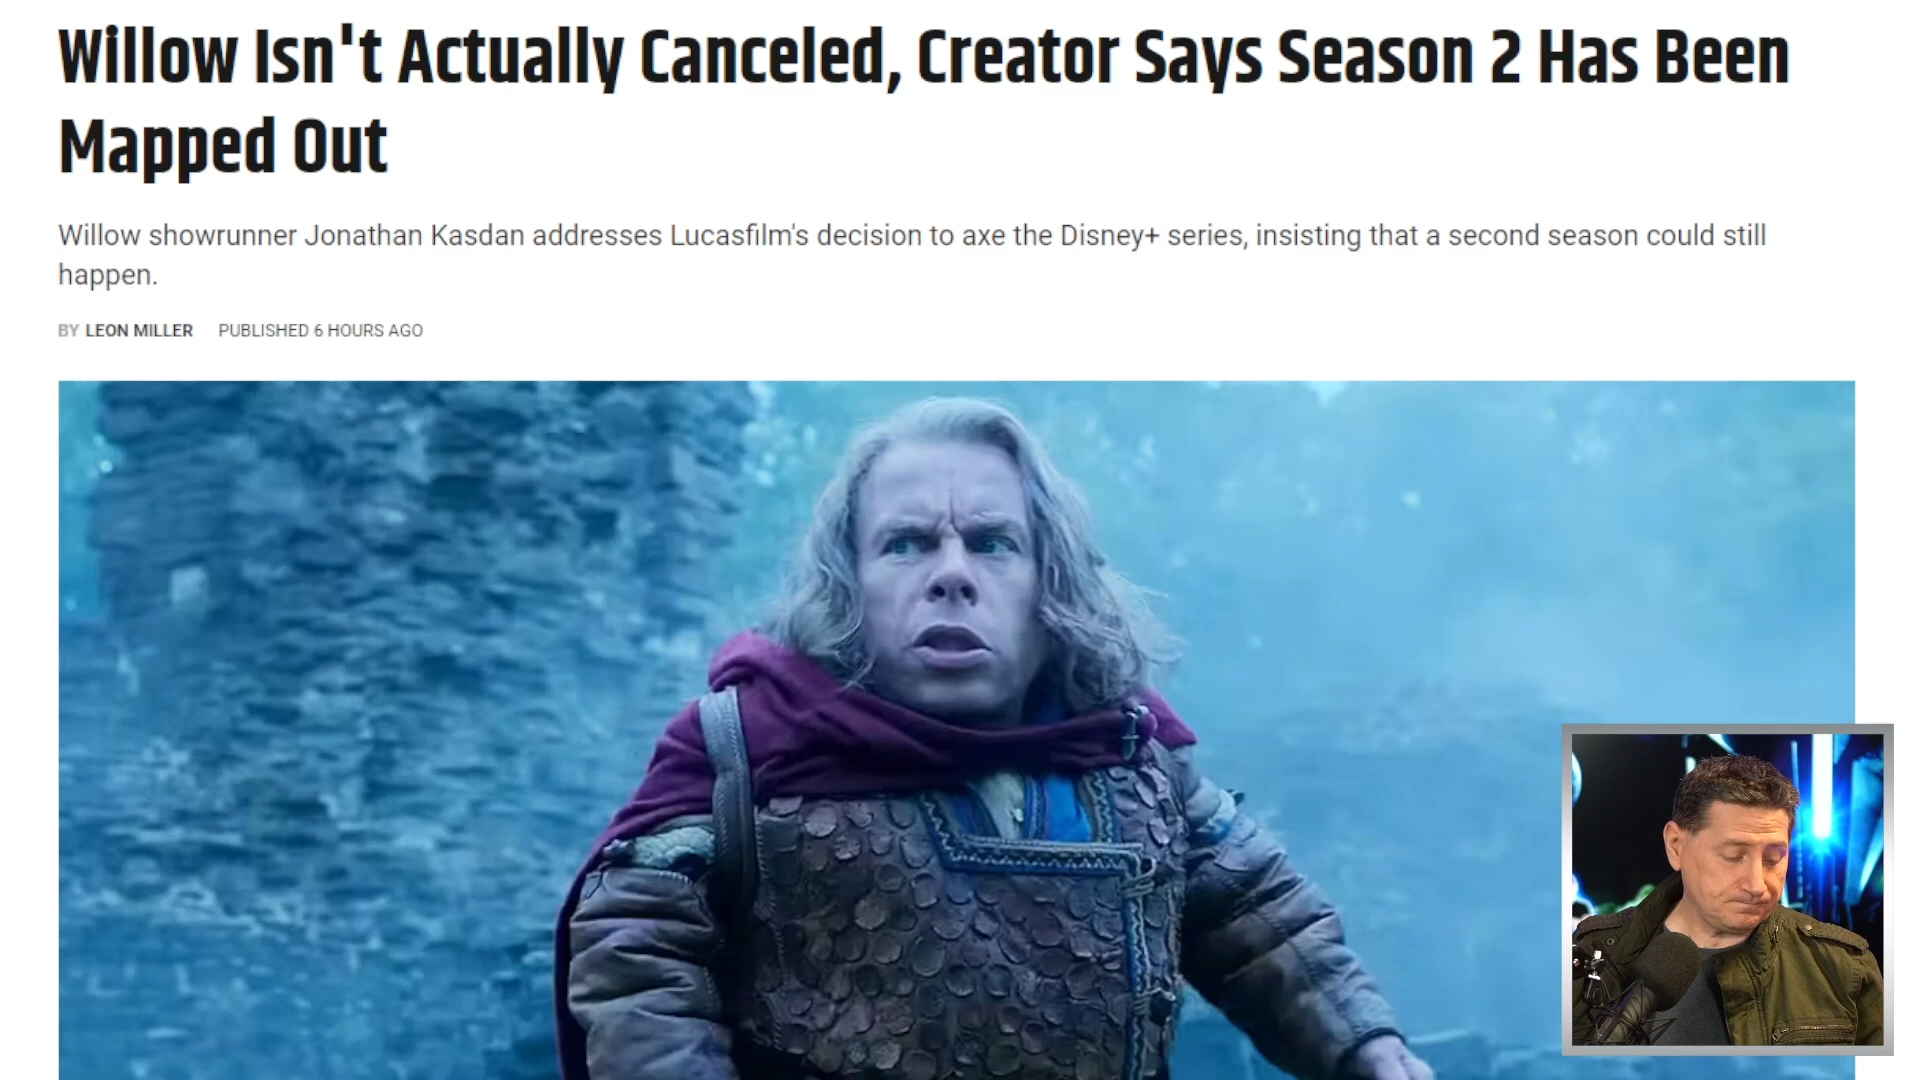 Willow Isn't Actually Canceled, Creator Says Season 2 Has Been
Mapped Out
Willow showrunner Jonathan Kasdan addresses Lucasfilm's decision to axe the Disney+ series, insisting that a second season could still
happen.
BY LEON MILLER PUBLISHED 6 HOURS AGO